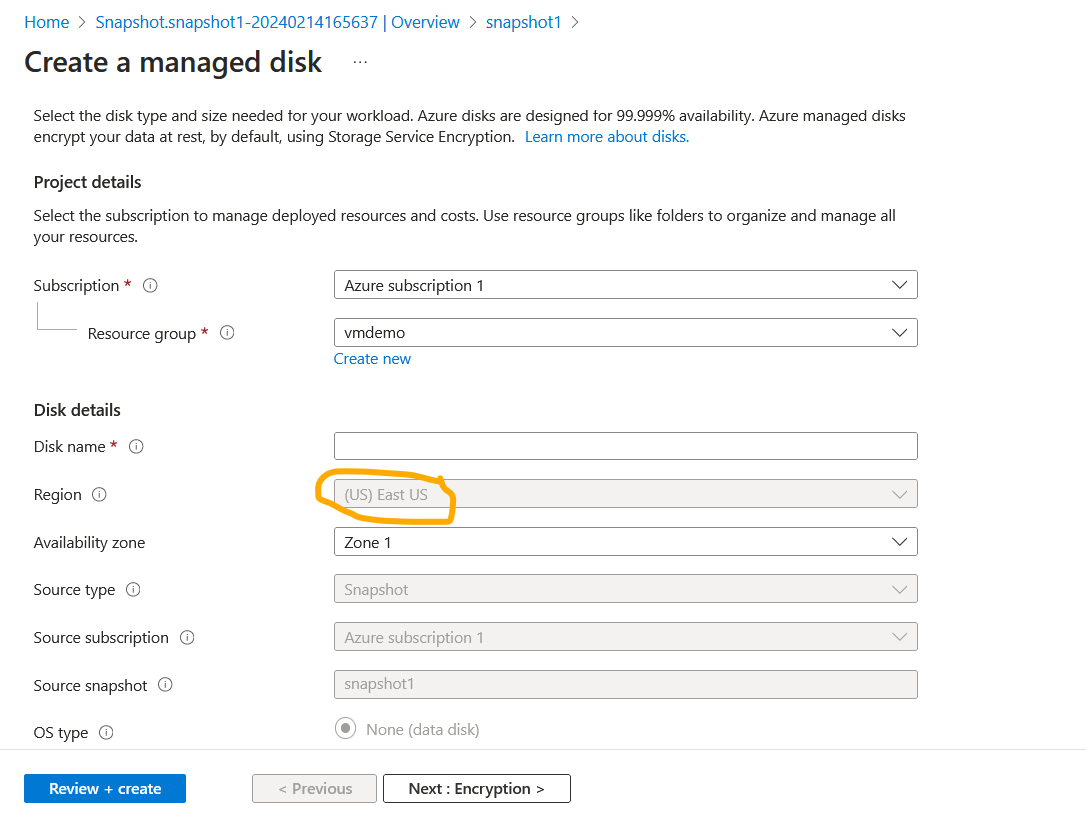 Home > Snapshot.snapshot1-20240214165637 | Overview > snapshot1 >
Create a managed disk ...
Select the disk type and size needed for your workload. Azure disks are designed for 99.999% availability. Azure managed disks
encrypt your data at rest, by default, using Storage Service Encryption. Learn more about disks.
Project details
Select the subscription to manage deployed resources and costs. Use resource groups like folders to organize and manage all
your resources.
Subscription * Azure subscription 1
Resource group * vmdemo
Create new
Disk details
Disk name *
Region (US) East US
Availability zone Zone 1
Source type Snapshot
Source subscription Azure subscription 1
Source snapshot snapshot1
OS type None (data disk)
Review + create < Previous Next : Encryption >